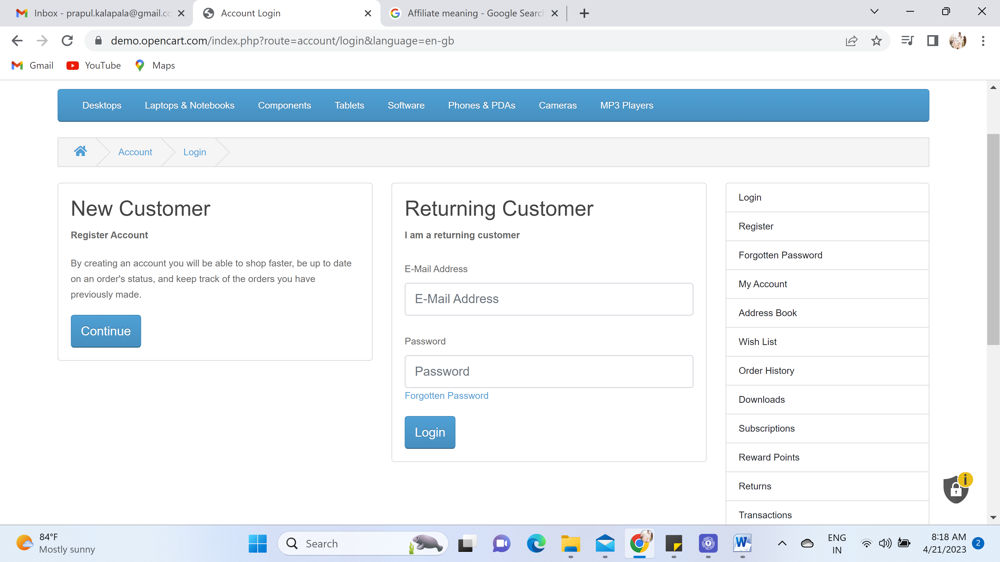 Inbox - prapul.kalapala@gmail.co
Account Login
Affiliate meaning - Google Searc
demo.opencart.com/index.php?route=account/login&language=en-gb
Gmail
YouTube
Maps
Desktops
Laptops & Notebooks
Components
Tablets
Software
Phones & PDAs
Cameras
MP3 Players
Account
Login
New Customer
Register Account
By creating an account you will be able to shop faster, be up to date
on an order's status, and keep track of the orders you have
previously made.
Continue
Returning Customer
I am a returning customer
E-Mail Address
E-Mail Address
Password
Password
Forgotten Password
Login
Login
Register
Forgotten Password
My Account
Address Book
Wish List
Order History
Downloads
Subscriptions
Reward Points
Returns
Transactions
84°F
Mostly sunny
Search
ENG
IN
8:18 AM
4/21/2023
2